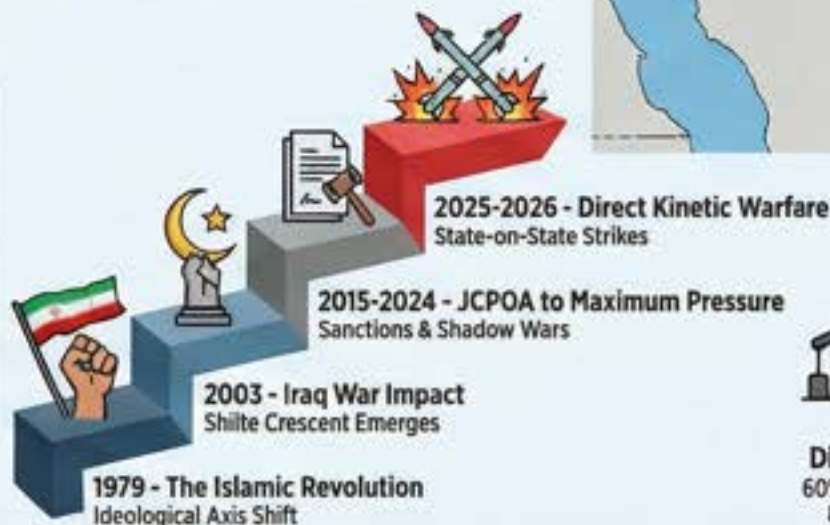 2025-2026 - Direct Kinetic Warfare
State-on-State Strikes
2015-2024 - JCPOA to Maximum Pressure
Sanctions & Shadow Wars
2003 - Iraq War Impact
Shilte Crescent Emerges
1979 - The Islamic Revolution
Ideological Axis Shift